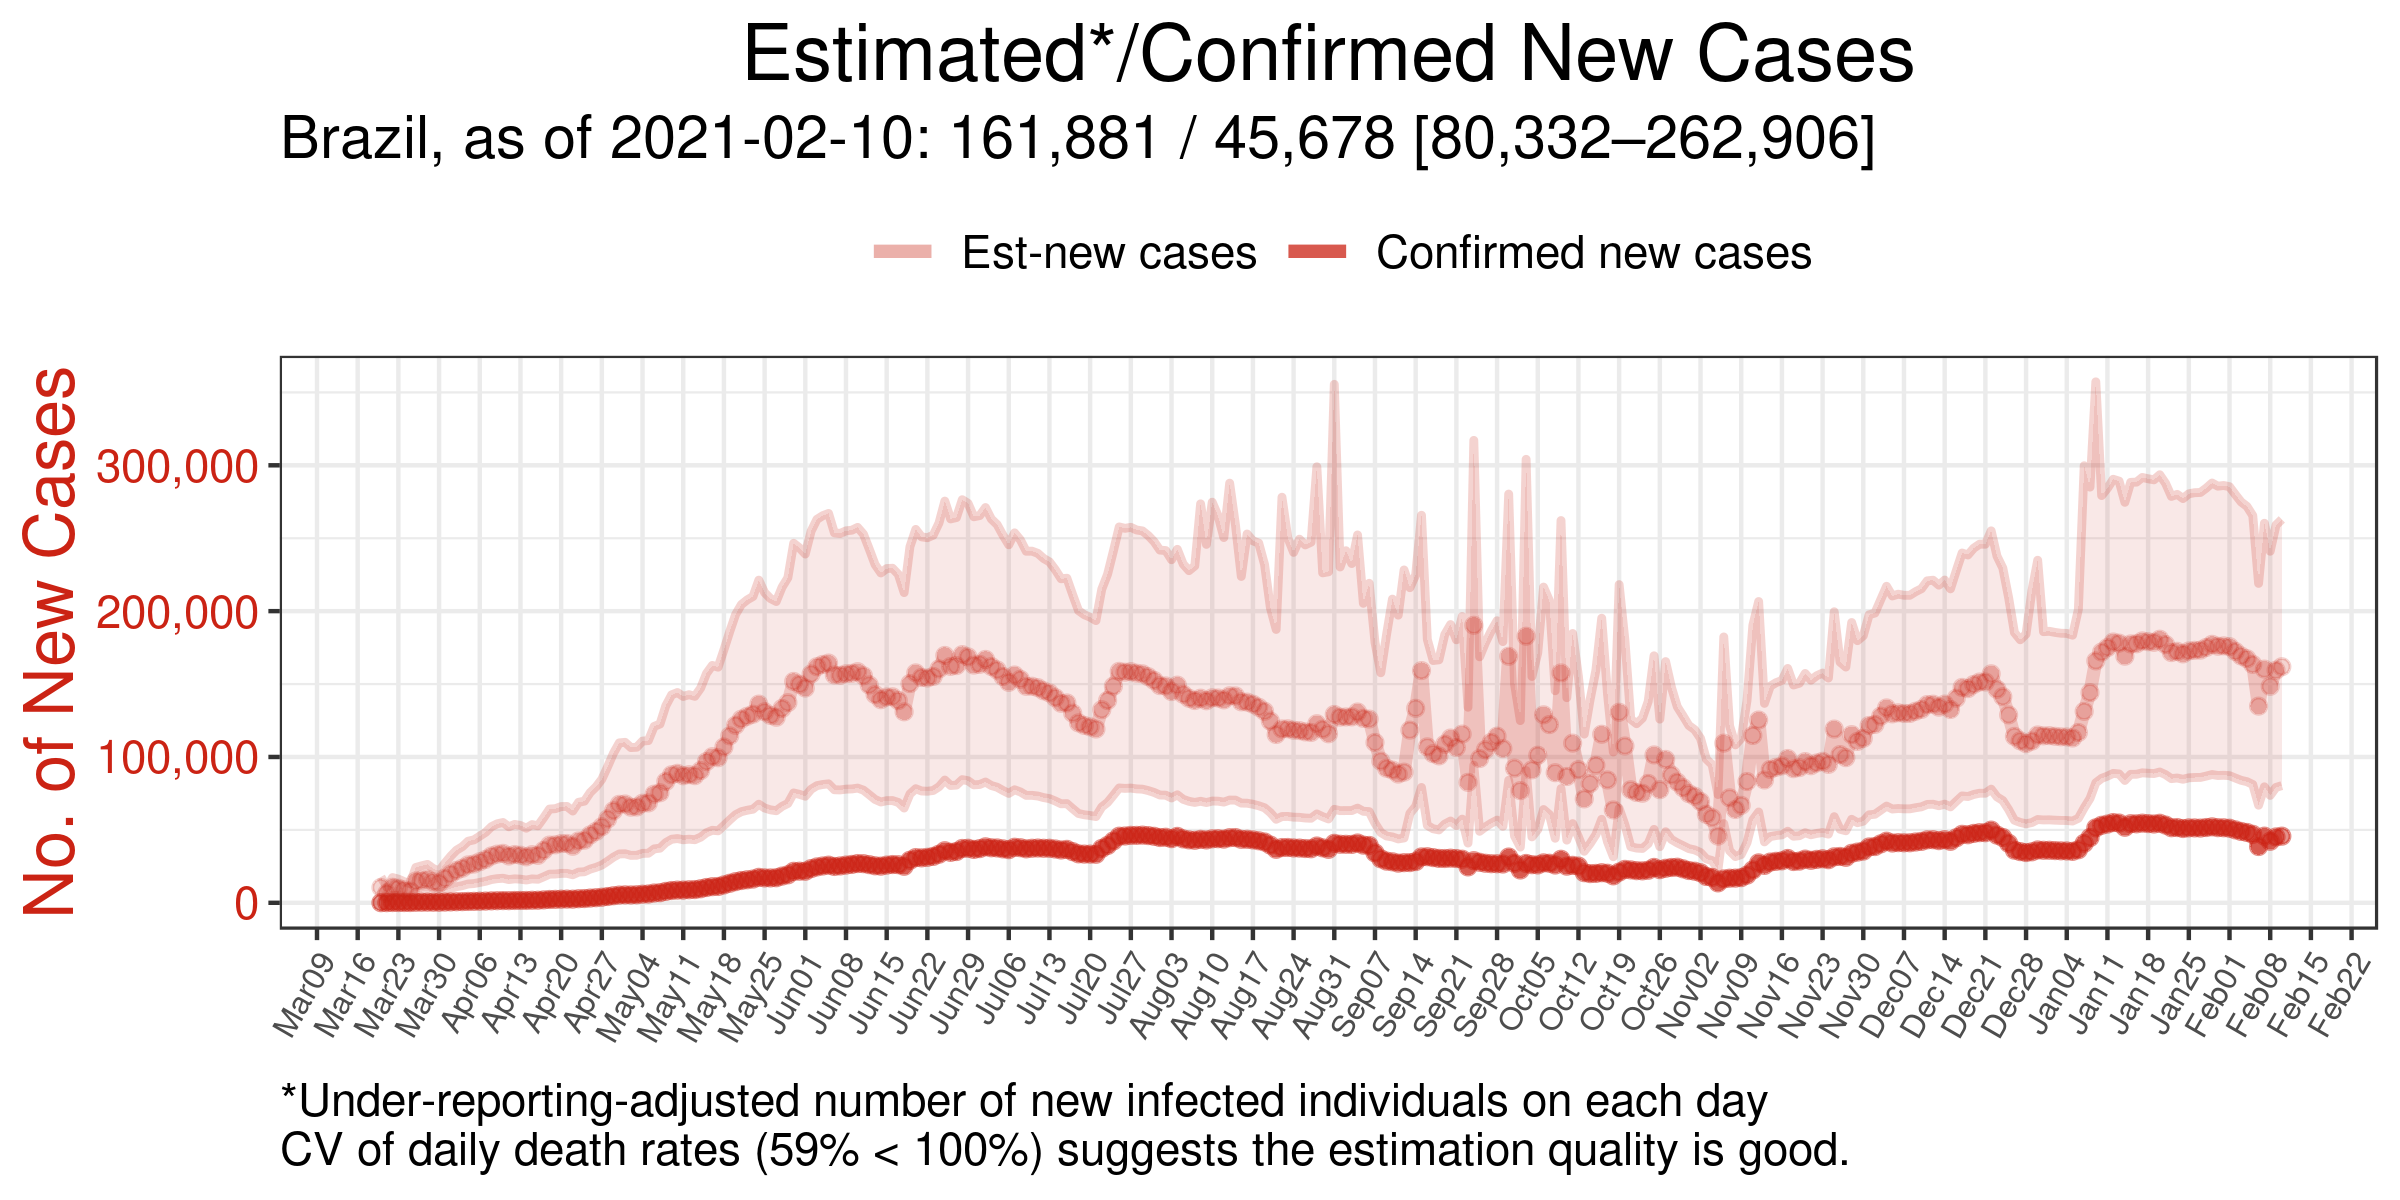 Estimated*/Confirmed New Cases
Brazil, as of 2021-02-10: 161,881 / 45,678 [80,332–262,906]
Est-new cases
Confirmed new cases
No. of New Cases
300,000
200,000
100,000
0
Mar09
Mar16
Mar23
Mar30
Apr06
Apr13
Apr20
Apr27
May04
May11
May18
May25
Jun01
Jun08
Jun15
Jun22
Jun29
Jul06
Jul13
Jul20
Jul27
Aug03
Aug10
Aug17
Aug24
Aug31
Sep07
Sep14
Sep21
Sep28
Oct05
Oct12
Oct19
Oct26
Nov02
Nov09
Nov16
Nov23
Nov30
Dec07
Dec14
Dec21
Dec28
Jan04
Jan11
Jan18
Jan25
Feb01
Feb08
Feb15
Feb22
*Under-reporting-adjusted number of new infected individuals on each day
CV of daily death rates (59% < 100%) suggests the estimation quality is good.